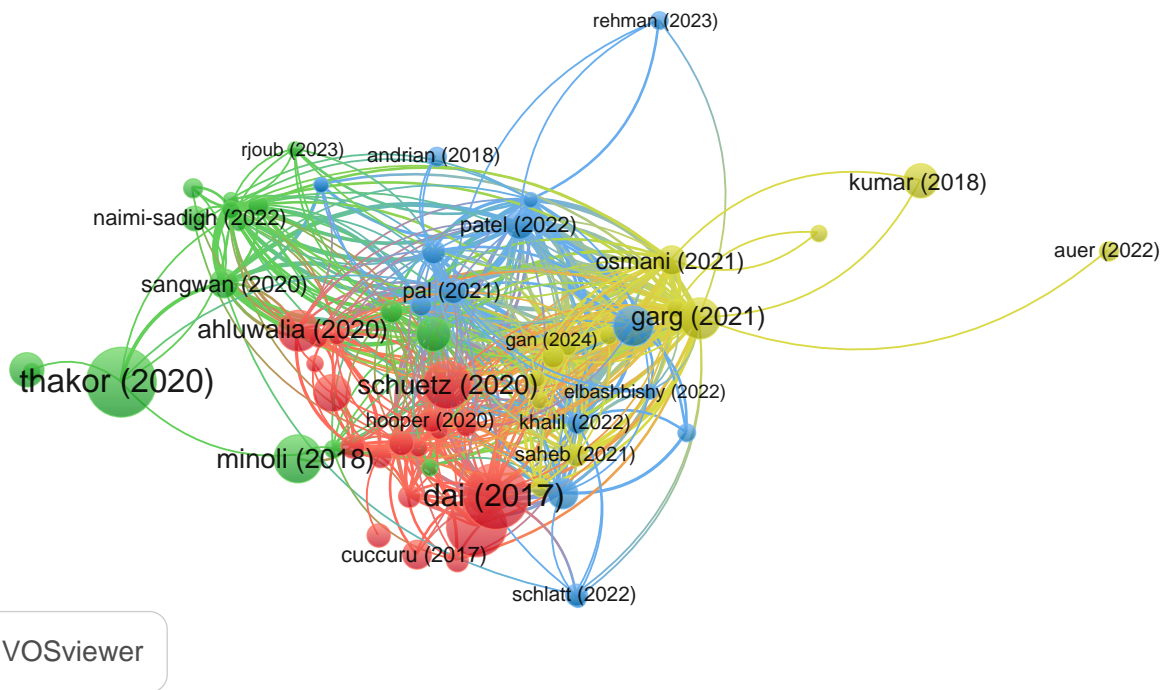 rehman (2023)
rjoub (2023)
andrian (2018)
kumar (2018)
naimi-sadigh (2022)
patel (2022)
auer (2022)
osmani (2021)
sangwan (2020)
pal (2021)
garg (2021)
ahluwalia (2020)
gan (2024)
thakor (2020)
schuetz (2020)
elbashbishy (2022)
hooper (2020)
khalil (2022)
saheb (2021)
minoli (2018)
dai (2017)
cuccuru (2017)
schlatt (2022)
VOSviewer